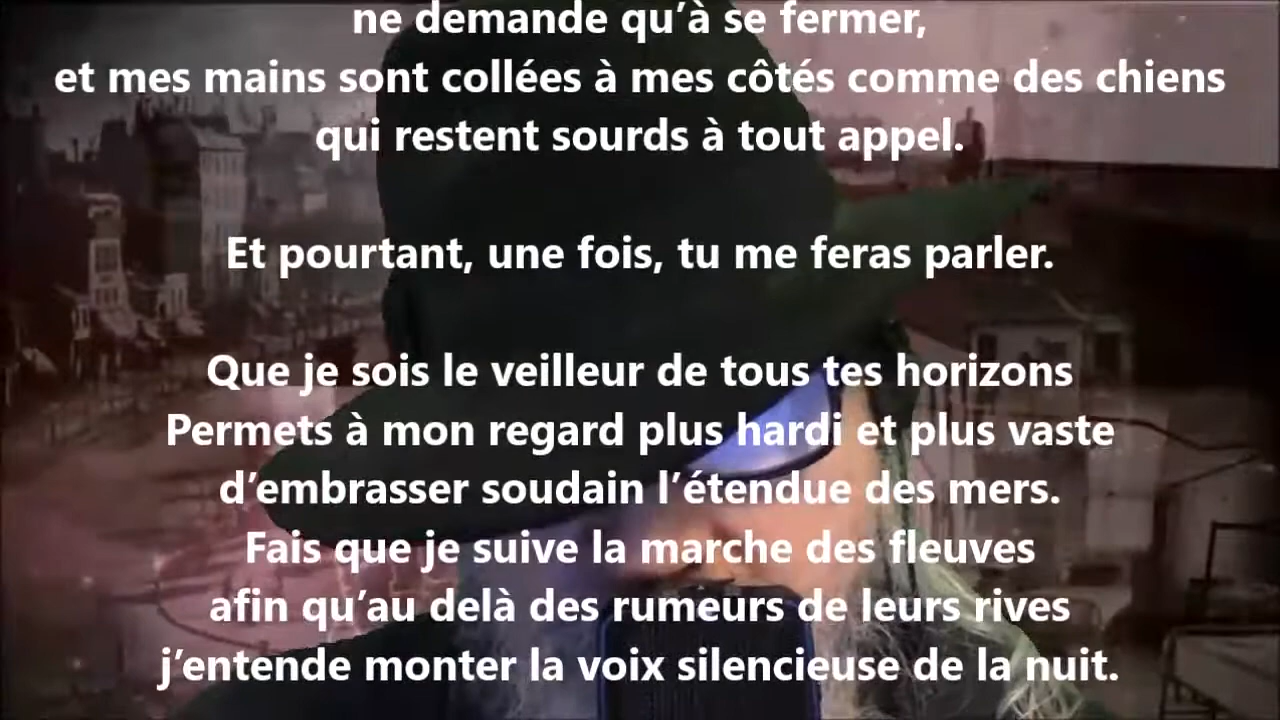 ne demande qu’à se fermer,
et mes mains sont collées à mes côtés comme des chiens
qui restent sourds à tout appel.
Et pourtant, une fois, tu me feras parler.
Que je sois le veilleur de tous tes horizons
Permets à mon regard plus hardi et plus vaste
d’embrasser soudain l’étendue des mers.
Fais que je suive la marche des fleuves
afin qu’au delà des rumeurs de leurs rives
j’entende monter la voix silencieuse de la nuit.